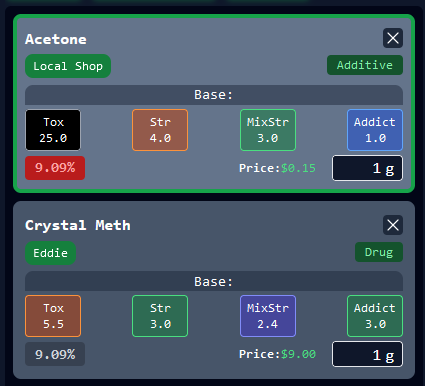 Acetone
Local Shop Additive
Base:
Tox Str MixStr Addict
25.0 4.0 3.0 1.0
9.09% Price:$0.15 1 g
Crystal Meth
Eddie Drug
Base:
Tox Str MixStr Addict
5.5 3.0 2.4 3.0
9.09% Price:$9.00 1 g